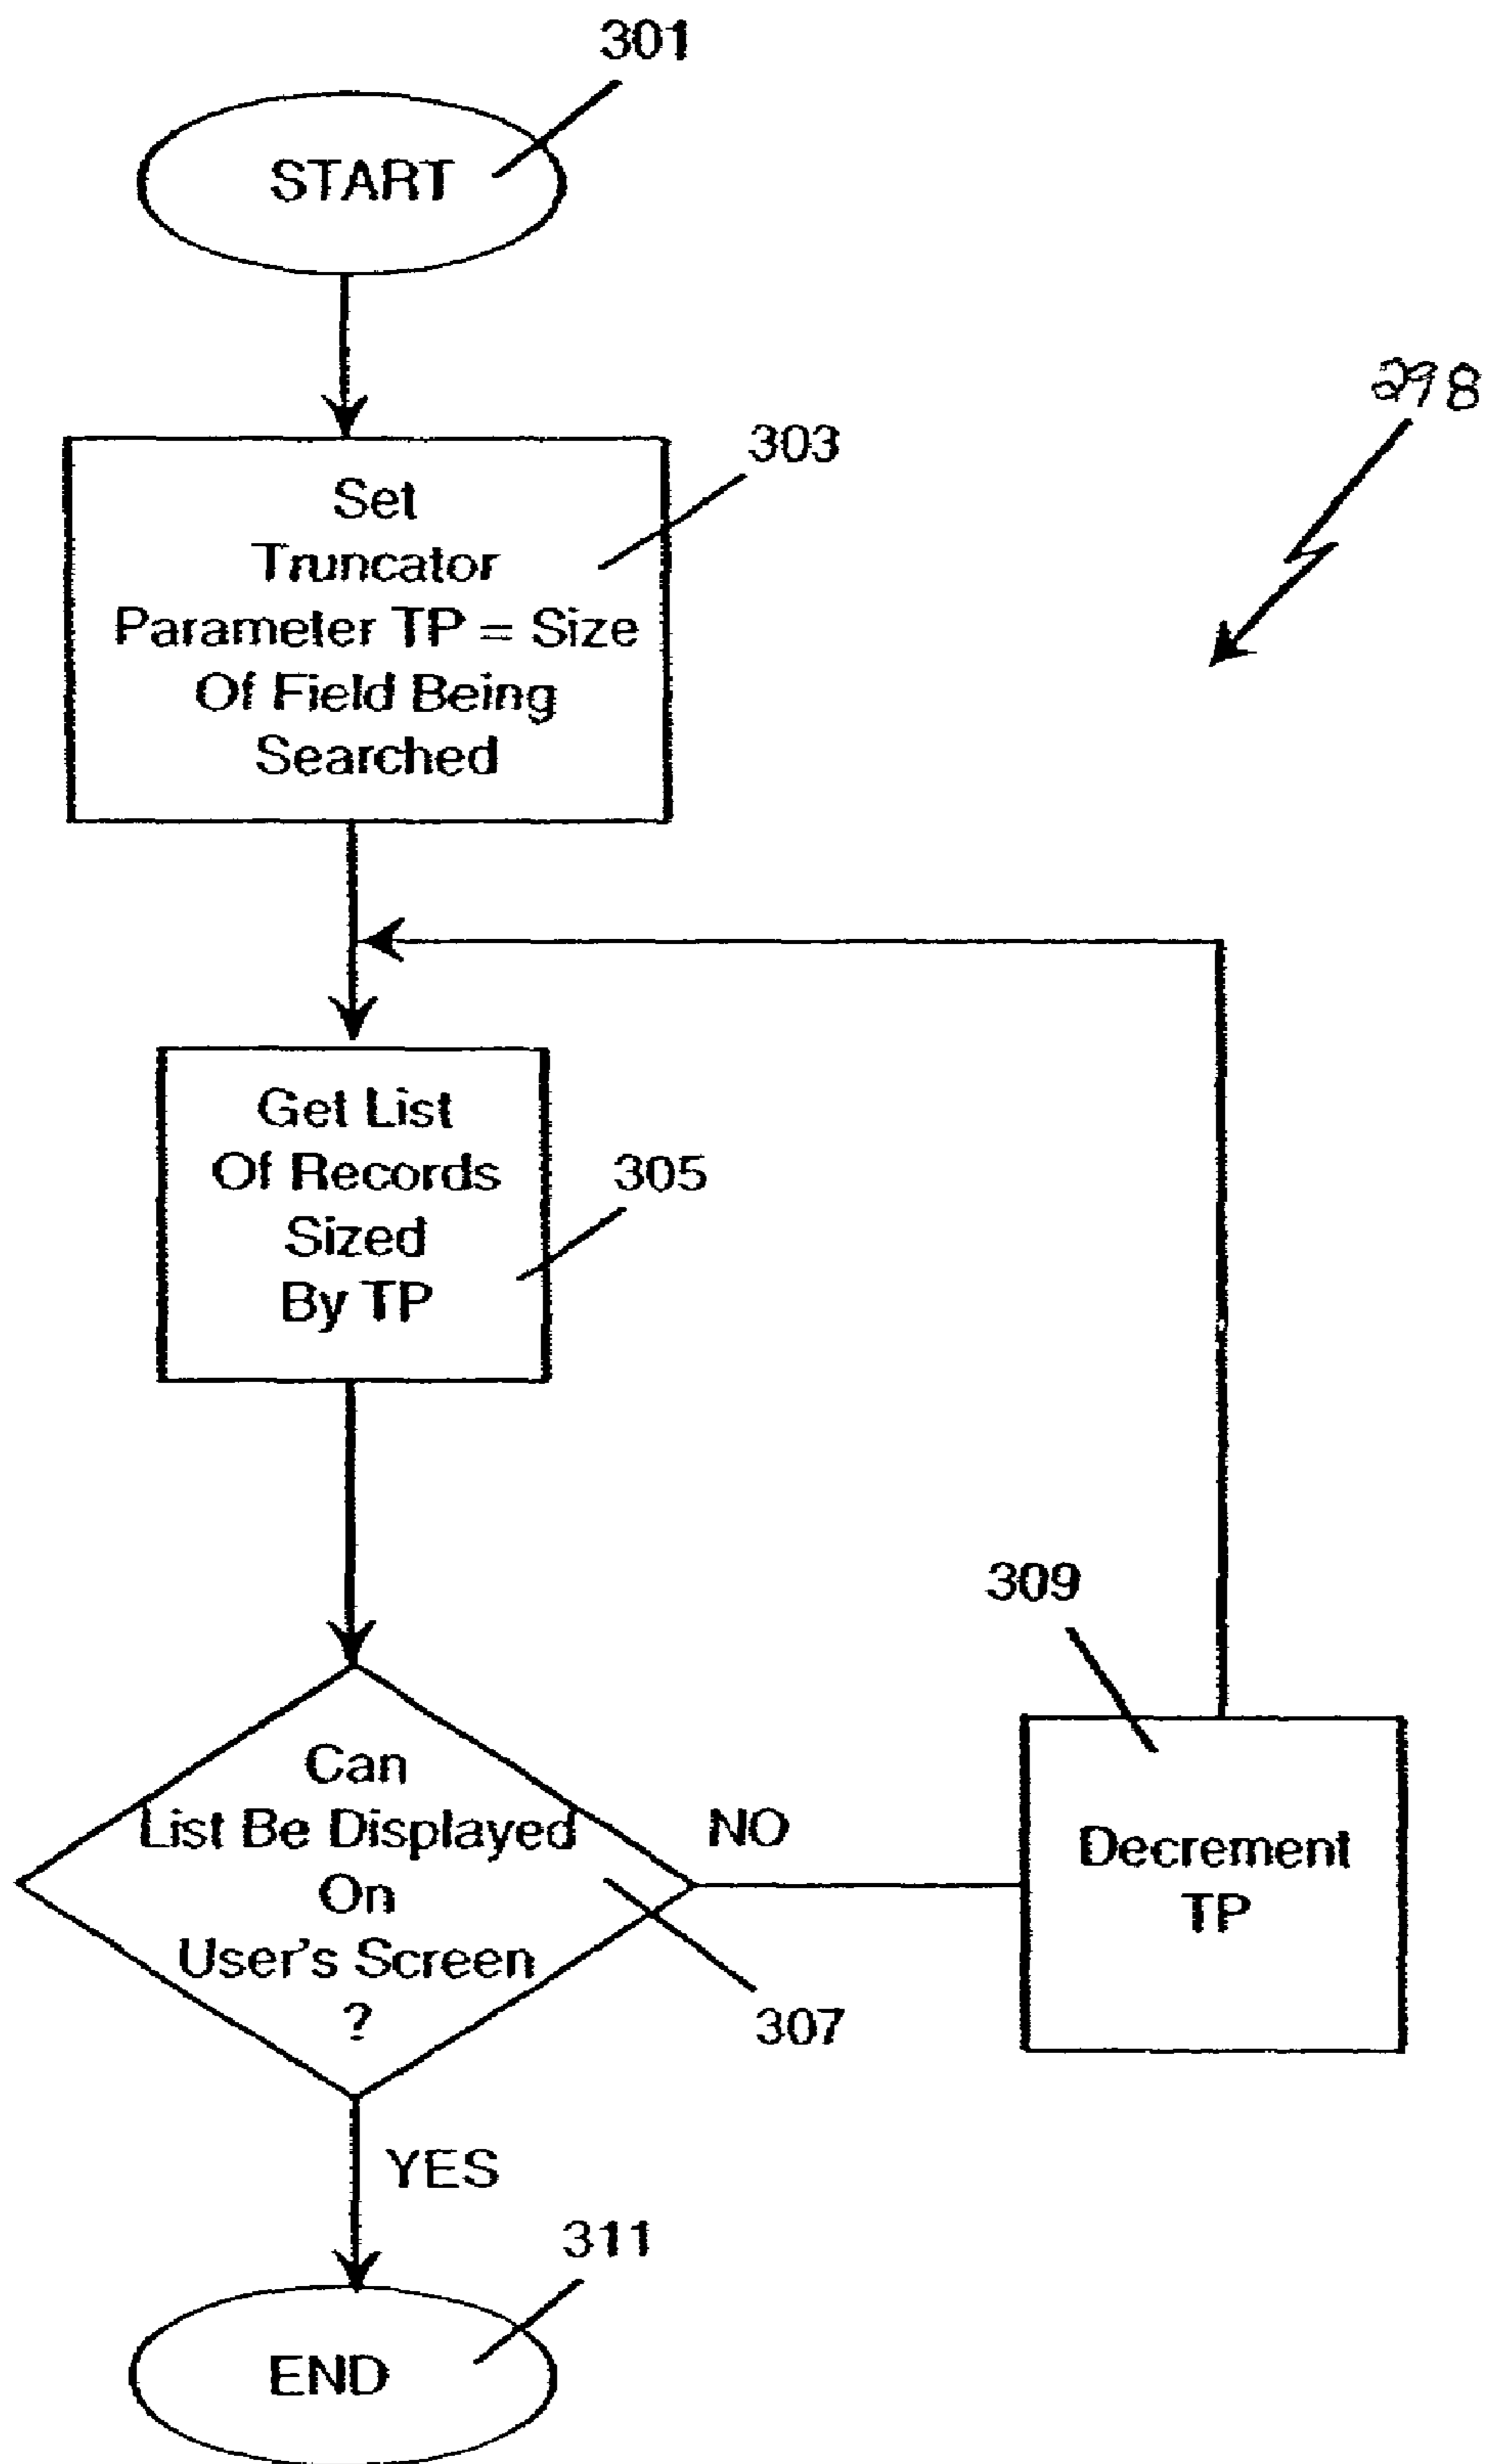 301
START
298
303
Set
Truncator
Parameter TP = Size
Of Field Being
Searched
Get List
Of Records
Sized
By TP
305
309
Can
List Be Displayed
On
User's Screen
?
NO
307
Decrement
TP
YES
311
END